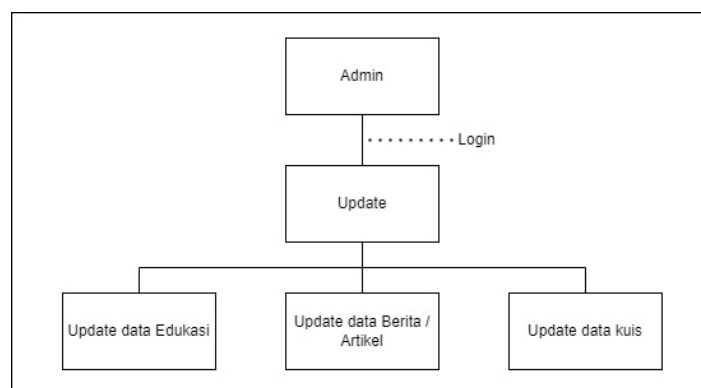 Admin
Login
Update
Update data Edukasi
Update data Berita /
Artikel
Update data kuis